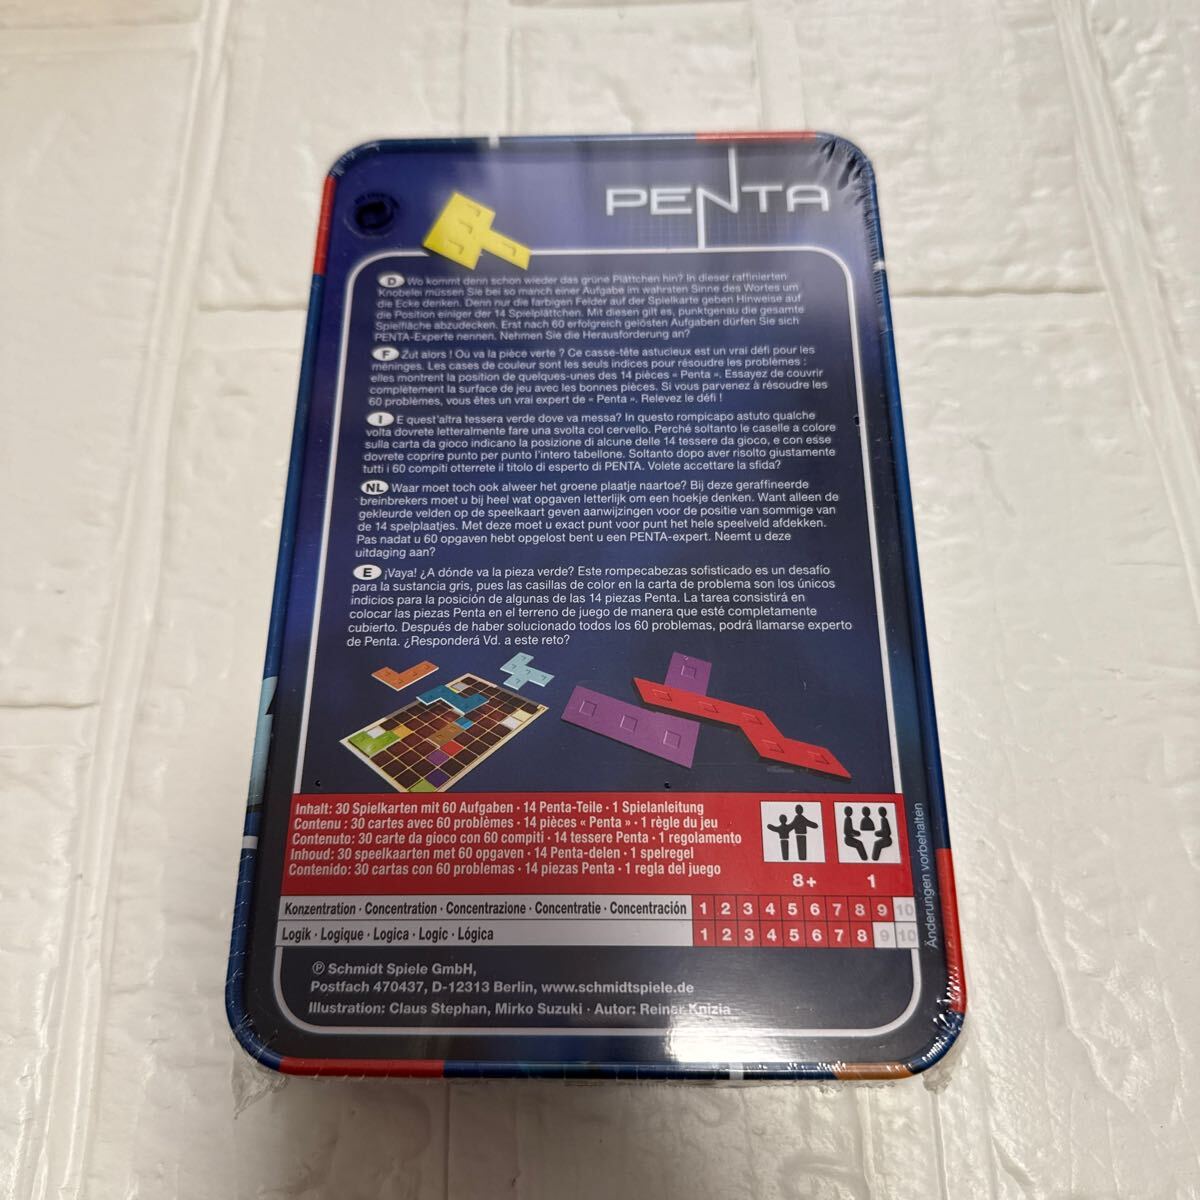 PENTA
D Wo kommt denn schon wieder das grüne Plättchen hin? In dieser raffinierten
Knobelei müssen Sie bei so manch einer Aufgabe im wahrsten Sinne des Wortes um
die Ecke denken. Denn nur die farbigen Felder auf der Spielkarte geben Hinweise auf
die Position einiger der 14 Spielplättchen. Mit diesen gilt es, punktgenau die gesamte
Spielfläche abzudecken. Erst nach 60 erfolgreich gelösten Aufgaben dürfen Sie sich
PENTA-Experte nennen. Nehmen Sie die Herausforderung an?
F Zut alors ! Où va la pièce verte ? Ce casse-tête astucieux est un vrai défi pour les
méninges. Les cases de couleur sont les seuls indices pour résoudre les problèmes :
elles montrent la position de quelques-unes des 14 pièces « Penta ». Essayez de couvrir
complètement la surface de jeu avec les bonnes pièces. Si vous parvenez à résoudre les
60 problèmes, vous êtes un vrai expert de « Penta ». Relevez le défi !
I E quest'altra tessera verde dove va messa? In questo rompicapo astuto qualche
volta dovrete letteralmente fare una svolta col cervello. Perché soltanto le caselle a colore
sulla carta da gioco indicano la posizione di alcune delle 14 tessere da gioco, e con esse
dovrete coprire punto per punto l'intero tabellone. Soltanto dopo aver risolto giustamente
tutti i 60 compiti otterrete il titolo di esperto di PENTA. Volete accettare la sfida?
NL Waar moet toch ook alweer het groene plaatje naartoe? Bij deze geraffineerde
breinbrekers moet u bij heel wat opgaven letterlijk om een hoekje denken. Want alleen de
gekleurde velden op de speelkaart geven aanwijzingen voor de positie van sommige van
de 14 spelplaatjes. Met deze moet u exact punt voor punt het hele speelveld afdekken.
Pas nadat u 60 opgaven hebt opgelost bent u een PENTA-expert. Neemt u deze
uitdaging aan?
E ¡Vaya! ¿A dónde va la pieza verde? Este rompecabezas sofisticado es un desafío
para la sustancia gris, pues las casillas de color en la carta de problema son los únicos
indicios para la posición de algunas de las 14 piezas Penta. La tarea consistirá en
colocar las piezas Penta en el terreno de juego de manera que esté completamente
cubierto. Después de haber solucionado todos los 60 problemas, podrá llamarse experto
de Penta. ¿Responderá Vd. a este reto?
Inhalt: 30 Spielkarten mit 60 Aufgaben · 14 Penta-Teile · 1 Spielanleitung
Contenu : 30 cartes avec 60 problèmes · 14 pièces « Penta » · 1 règle du jeu
Contenuto: 30 carte da gioco con 60 compiti · 14 tessere Penta · 1 regolamento
Inhoud: 30 speelkaarten met 60 opgaven · 14 Penta-delen · 1 spelregel
Contenido: 30 cartas con 60 problemas · 14 piezas Penta · 1 regla del juego
8+ 1
Änderungen vorbehalten
Konzentration · Concentration · Concentrazione · Concentratie · Concentración 1 2 3 4 5 6 7 8 9 10
Logik · Logique · Logica · Logic · Lógica 1 2 3 4 5 6 7 8 9 10
℗ Schmidt Spiele GmbH,
Postfach 470437, D-12313 Berlin, www.schmidtspiele.de
Illustration: Claus Stephan, Mirko Suzuki · Autor: Reiner Knizia